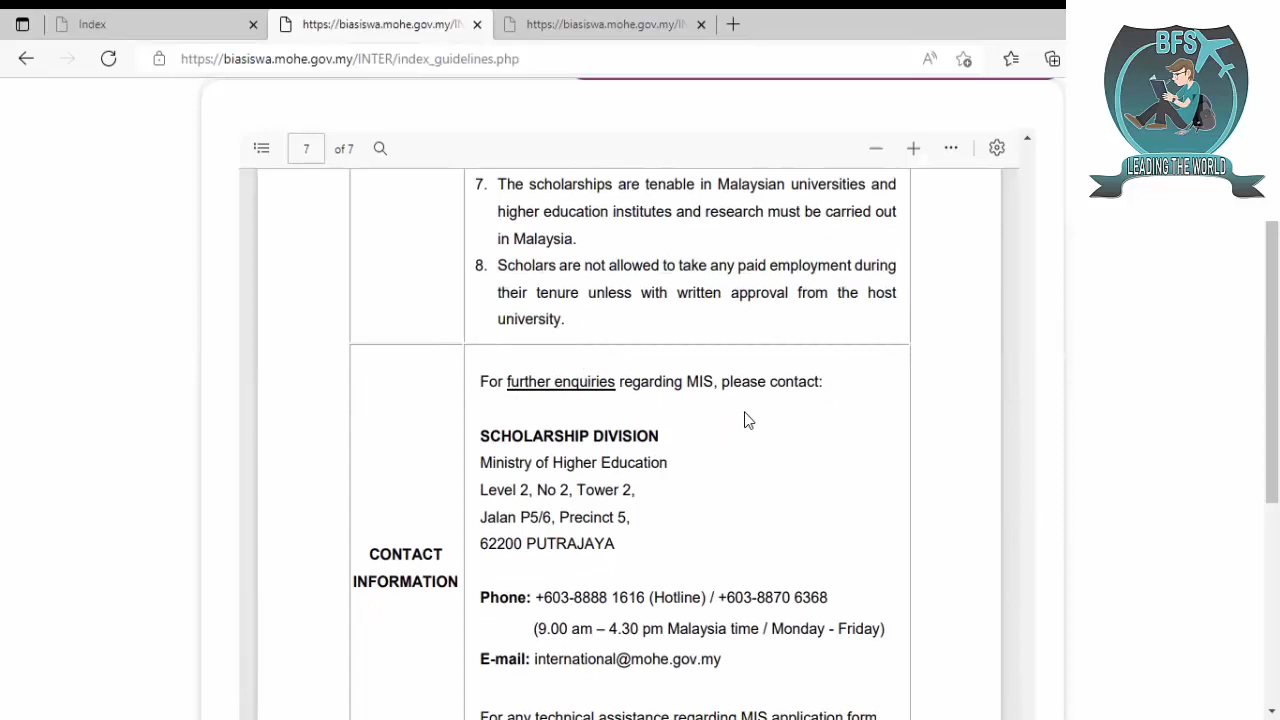 Index
https://biasiswa.mohe.gov.my/IN
https://biasiswa.mohe.gov.my/IN
https://biasiswa.mohe.gov.my/INTER/index_guidelines.php
BFS
LEADING THE WORLD
7 of 7
7. The scholarships are tenable in Malaysian universities and
higher education institutes and research must be carried out
in Malaysia.
8. Scholars are not allowed to take any paid employment during
their tenure unless with written approval from the host
university.
For further enquiries regarding MIS, please contact:
SCHOLARSHIP DIVISION
Ministry of Higher Education
Level 2, No 2, Tower 2,
Jalan P5/6, Precinct 5,
62200 PUTRAJAYA
CONTACT
INFORMATION
Phone: +603-8888 1616 (Hotline) / +603-8870 6368
(9.00 am – 4.30 pm Malaysia time / Monday - Friday)
E-mail: international@mohe.gov.my
For any technical assistance regarding MIS application form